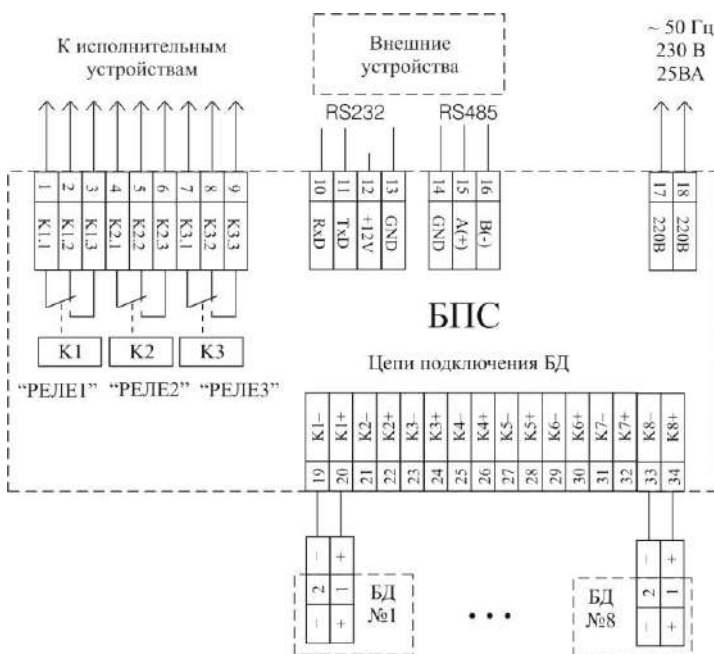 К исполнительным
устройствам
Внешние
устройства
~ 50 Гц
230 В
25ВА
RS232
RS485
1 2 3 4 5 6 7 8 9
K1.1 K1.2 K1.3 K2.1 K2.2 K2.3 K3.1 K3.2 K3.3
10 11 12 13
RxD TxD +12V GND
14 15 16
GND A(+) B(-)
17 18
220В 220В
K1 K2 K3
“РЕЛЕ1” “РЕЛЕ2” “РЕЛЕ3”
БПС
Цепи подключения БД
K1− K1+ K2− K2+ K3− K3+ K4− K4+ K5− K5+ K6− K6+ K7− K7+ K8− K8+
19 20 21 22 23 24 25 26 27 28 29 30 31 32 33 34
− +
2 1
− +
БД
№1
• • •
БД
№8
− +
2 1
− +